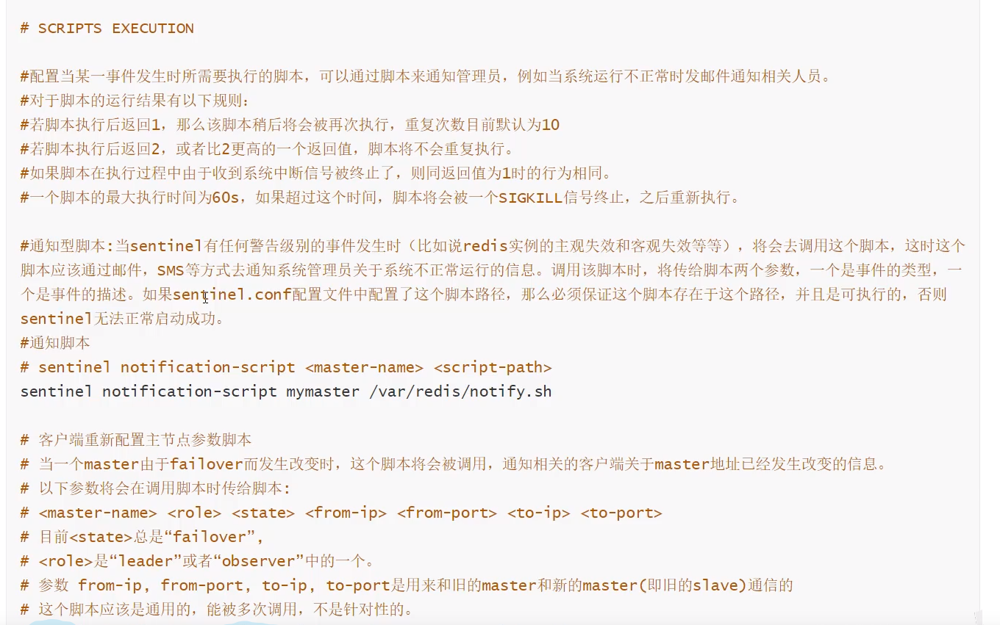 # SCRIPTS EXECUTION
#配置当某一事件发生时所需要执行的脚本，可以通过脚本来通知管理员，例如当系统运行不正常时发邮件通知相关人员。
#对于脚本的运行结果有以下规则：
#若脚本执行后返回1，那么该脚本稍后将会被再次执行，重复次数目前默认为10
#若脚本执行后返回2，或者比2更高的一个返回值，脚本将不会重复执行。
#如果脚本在执行过程中由于收到系统中断信号被终止了，则同返回值为1时的行为相同。
#一个脚本的最大执行时间为60s，如果超过这个时间，脚本将会被一个SIGKILL信号终止，之后重新执行。
#通知型脚本:当sentinel有任何警告级别的事件发生时（比如说redis实例的主观失效和客观失效等等），将会去调用这个脚本，这时这个
脚本应该通过邮件，SMS等方式去通知系统管理员关于系统不正常运行的信息。调用该脚本时，将传给脚本两个参数，一个是事件的类型，一
个是事件的描述。如果sentinel.conf配置文件中配置了这个脚本路径，那么必须保证这个脚本存在于这个路径，并且是可执行的，否则
sentinel无法正常启动成功。
#通知脚本
# sentinel notification-script <master-name> <script-path>
sentinel notification-script mymaster /var/redis/notify.sh
# 客户端重新配置主节点参数脚本
# 当一个master由于failover而发生改变时，这个脚本将会被调用，通知相关的客户端关于master地址已经发生改变的信息。
# 以下参数将会在调用脚本时传给脚本:
# <master-name> <role> <state> <from-ip> <from-port> <to-ip> <to-port>
# 目前<state>总是“failover”,
# <role>是“leader”或者“observer”中的一个。
# 参数 from-ip, from-port, to-ip, to-port是用来和旧的master和新的master(即旧的slave)通信的
# 这个脚本应该是通用的，能被多次调用，不是针对性的。